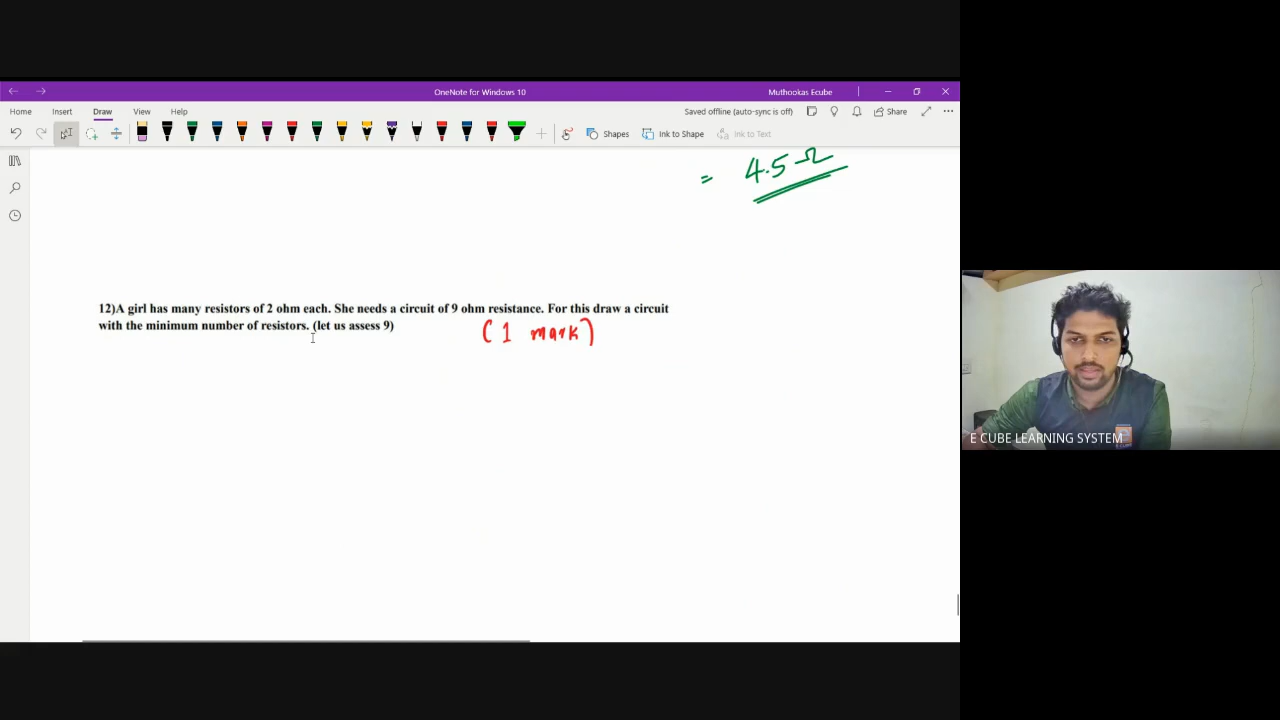 OneNote for Windows 10
Muthookas Ecube
Home Insert Draw View Help
Saved offline (auto-sync is off)
Share
Shapes
Ink to Shape
Ink to Text
= 4.5 Ω
12)A girl has many resistors of 2 ohm each. She needs a circuit of 9 ohm resistance. For this draw a circuit
with the minimum number of resistors. (let us assess 9)
(1 mark)
E CUBE LEARNING SYSTEM